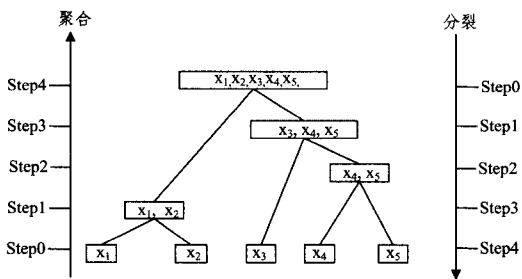 聚合 分裂
Step4 x₁,x₂,x₃,x₄,x₅, Step0
Step3 x₃, x₄, x₅ Step1
Step2 x₄, x₅ Step2
Step1 x₁, x₂ Step3
Step0 x₁ x₂ x₃ x₄ x₅ Step4